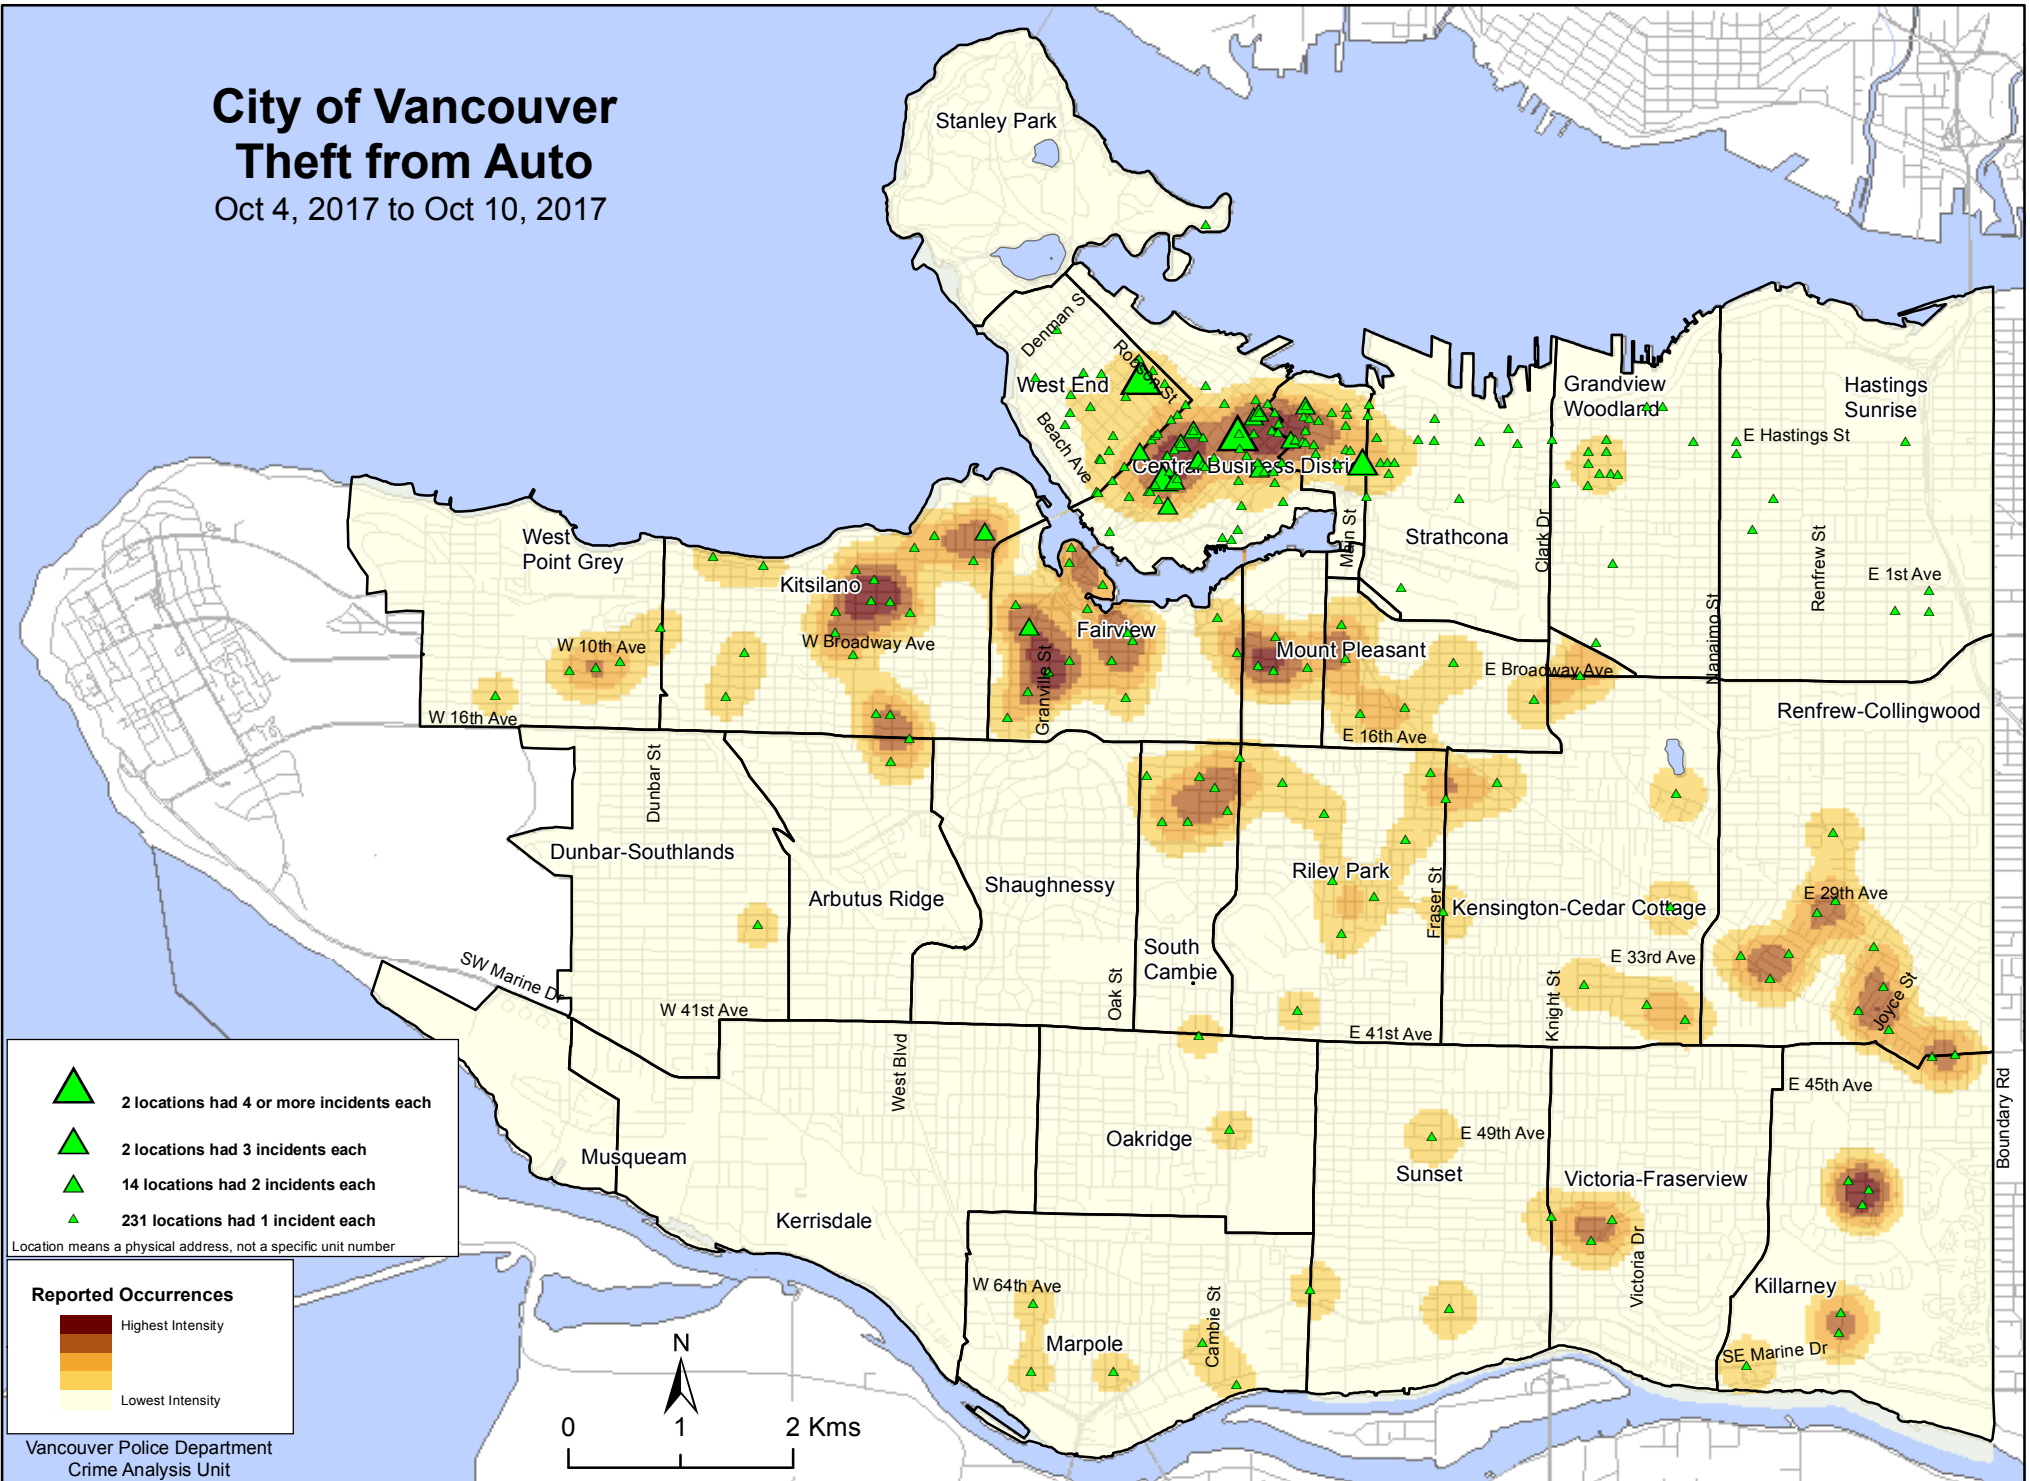 City of Vancouver
Theft from Auto
Oct 4, 2017 to Oct 10, 2017
Stanley Park
Denman St
Robson St
West End
Beach Ave
Central Business District
Grandview
Woodland
Hastings
Sunrise
E Hastings St
West
Point Grey
Kitsilano
Main St
Strathcona
Clark Dr
Renfrew St
E 1st Ave
Nanaimo St
W 10th Ave
W Broadway Ave
Fairview
Granville St
Mount Pleasant
E Broadway Ave
W 16th Ave
E 16th Ave
Renfrew-Collingwood
Dunbar St
Dunbar-Southlands
Arbutus Ridge
Shaughnessy
Riley Park
Fraser St
Kensington-Cedar Cottage
E 29th Ave
South
Cambie
Oak St
E 33rd Ave
Knight St
Joyce St
SW Marine Dr
W 41st Ave
E 41st Ave
West Blvd
E 45th Ave
Boundary Rd
Musqueam
Oakridge
E 49th Ave
Sunset
Victoria-Fraserview
Kerrisdale
Victoria Dr
Killarney
W 64th Ave
Marpole
Cambie St
SE Marine Dr
2 locations had 4 or more incidents each
2 locations had 3 incidents each
14 locations had 2 incidents each
231 locations had 1 incident each
Location means a physical address, not a specific unit number
Reported Occurrences
Highest Intensity
Lowest Intensity
Vancouver Police Department
Crime Analysis Unit
N
0 1 2 Kms